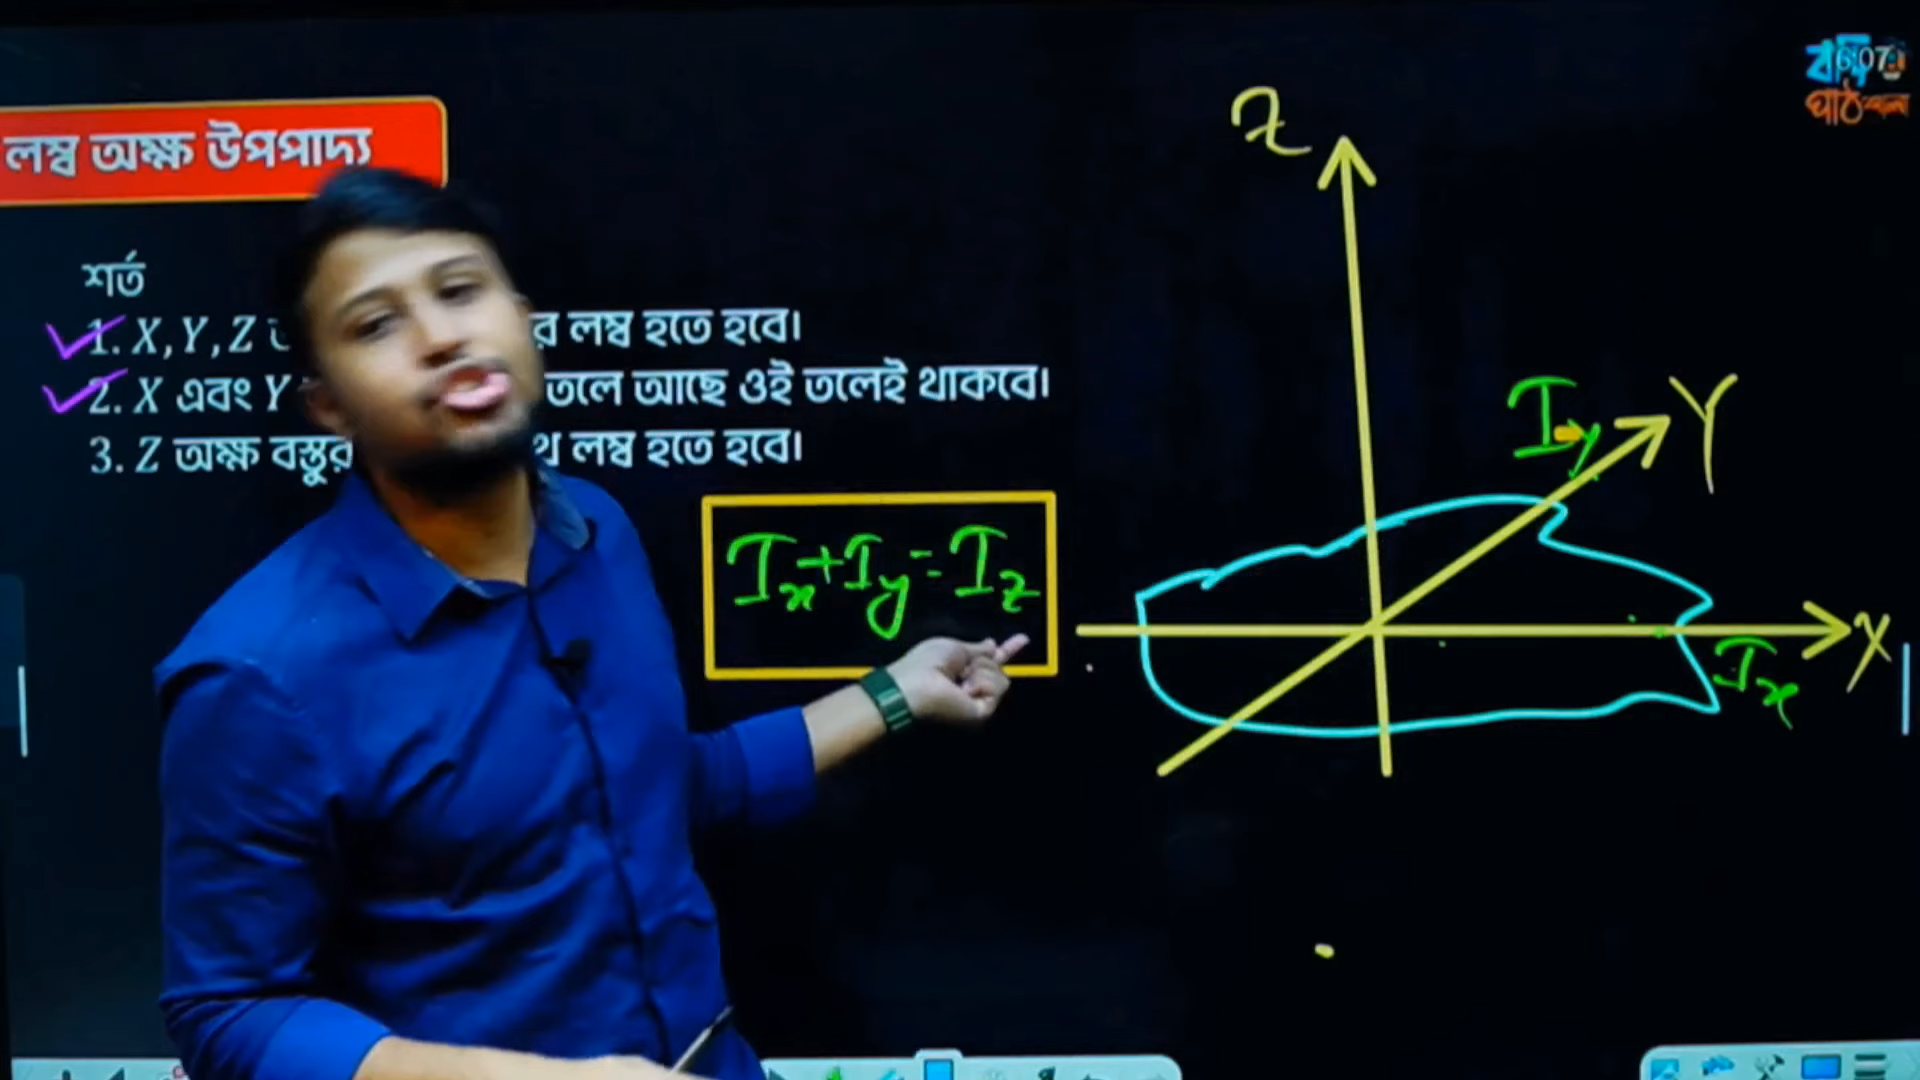 লম্ব অক্ষ উপপাদ্য
শর্ত
1. X, Y, Z র লম্ব হতে হবে।
2. X এবং Y তলে আছে ওই তলেই থাকবে।
3. Z অক্ষ বস্তুর থ লম্ব হতে হবে।
Ix + Iy = Iz
Z
Iy
Y
X
Ix
পাঠশালা